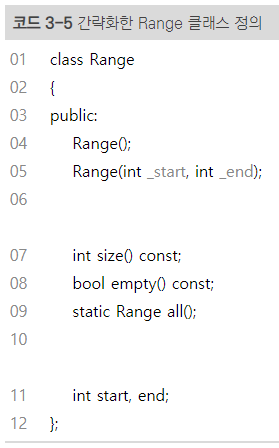 코드 3-5 간략화한 Range 클래스 정의
01 class Range
02 {
03 public:
04 Range();
05 Range(int _start, int _end);
06
07 int size() const;
08 bool empty() const;
09 static Range all();
10
11 int start, end;
12 };